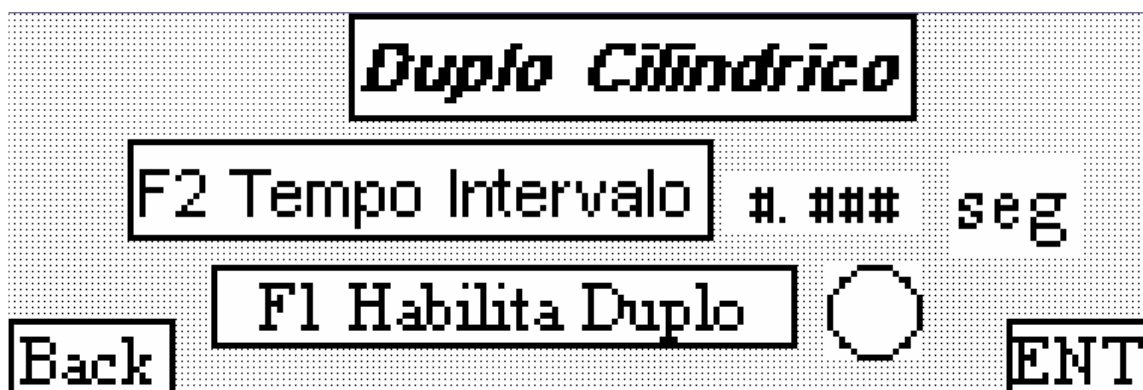 Duplo Cilindrico
F2 Tempo Intervalo #.### seg
F1 Habilita Duplo
Back ENT